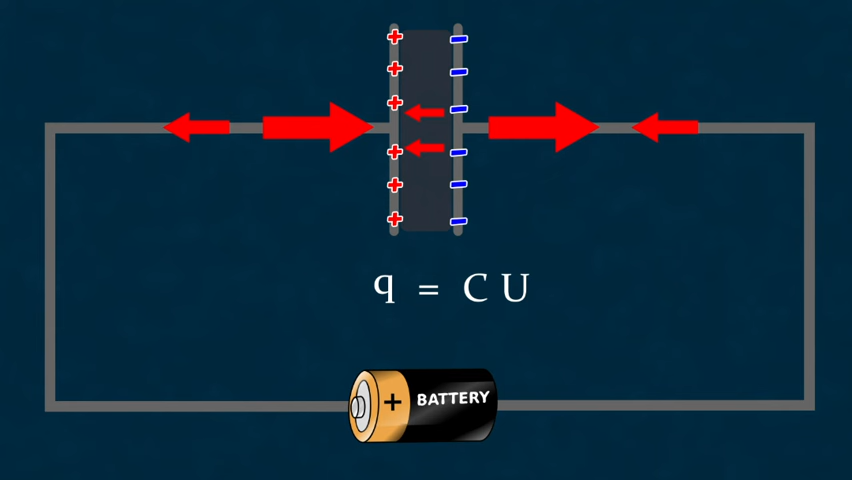 q = C U
+ BATTERY